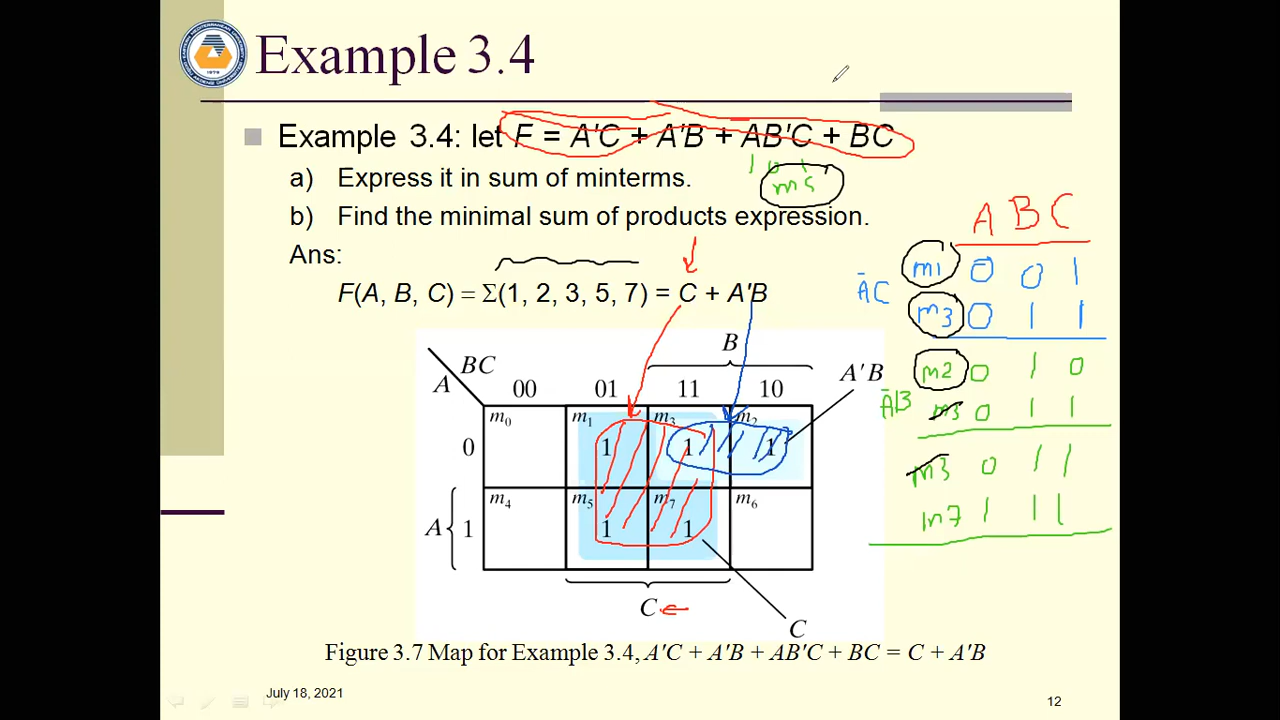 Example 3.4
Example 3.4: let F = A'C + A'B + AB'C + BC
1 0 1
a) Express it in sum of minterms.
m5
b) Find the minimal sum of products expression.
Ans:
F(A, B, C) = Σ(1, 2, 3, 5, 7) = C + A'B
A B C
m1 0 0 1
A̅C
m3 0 1 1
m2 0 1 0
A̅B
m3 0 1 1
m3 0 1 1
m7 1 1 1
B
BC
A
00 01 11 10
A'B
m0 m1 m3 m2
0 1 1 1
m4 m5 m7 m6
A 1 1 1
C
C
Figure 3.7 Map for Example 3.4, A'C + A'B + AB'C + BC = C + A'B
July 18, 2021
12